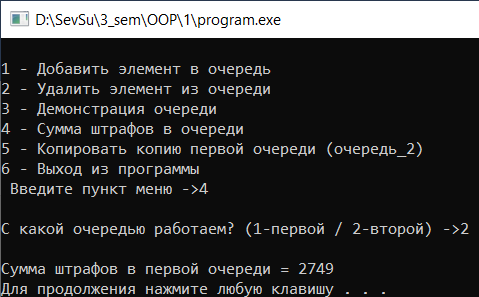 D:\SevSu\3_sem\OOP\1\program.exe
1 - Добавить элемент в очередь
2 - Удалить элемент из очереди
3 - Демонстрация очереди
4 - Сумма штрафов в очереди
5 - Копировать копию первой очереди (очередь_2)
6 - Выход из программы
Введите пункт меню ->4
С какой очередью работаем? (1-первой / 2-второй) ->2
Сумма штрафов в первой очереди = 2749
Для продолжения нажмите любую клавишу . . .